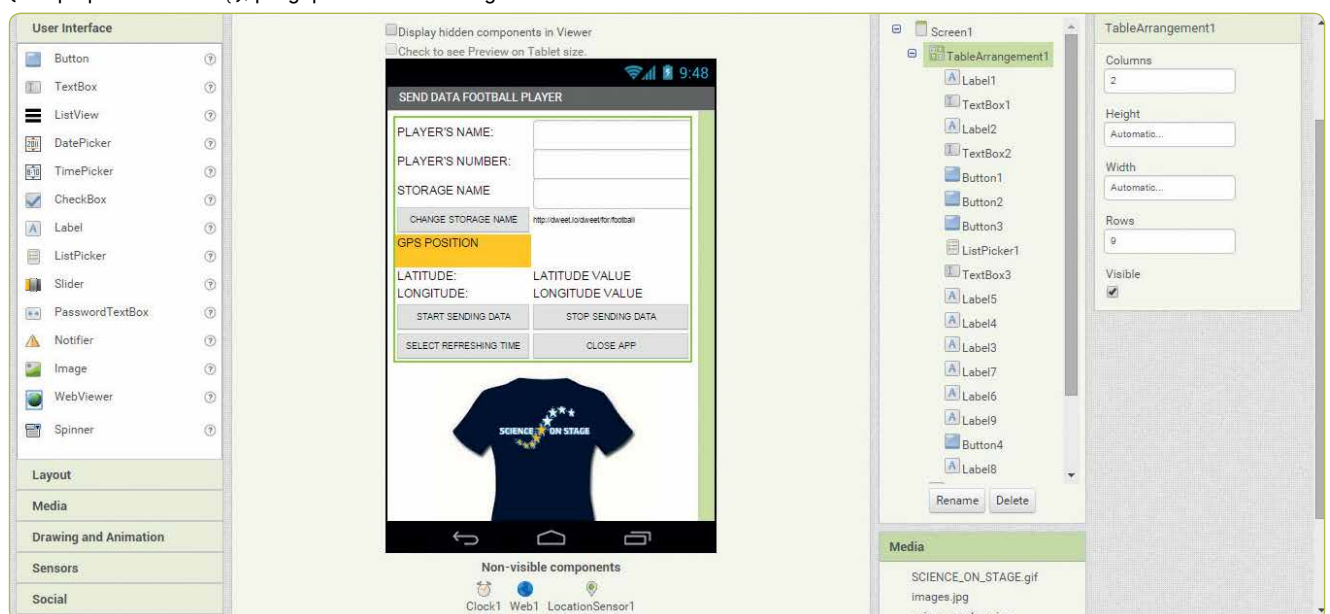 User Interface
Button
TextBox
ListView
DatePicker
TimePicker
CheckBox
Label
ListPicker
Slider
PasswordTextBox
Notifier
Image
WebViewer
Spinner
Layout
Media
Drawing and Animation
Sensors
Social
Display hidden components in Viewer
Check to see Preview on Tablet size.
9:48
SEND DATA FOOTBALL PLAYER
PLAYER'S NAME:
PLAYER'S NUMBER:
STORAGE NAME
CHANGE STORAGE NAME http://dweet.io/dweet/for/football
GPS POSITION
LATITUDE: LATITUDE VALUE
LONGITUDE: LONGITUDE VALUE
START SENDING DATA STOP SENDING DATA
SELECT REFRESHING TIME CLOSE APP
SCIENCE ON STAGE
Non-visible components
Clock1 Web1 LocationSensor1
Screen1
TableArrangement1
Label1
TextBox1
Label2
TextBox2
Button1
Button2
Button3
ListPicker1
TextBox3
Label5
Label4
Label3
Label7
Label6
Label9
Button4
Label8
Rename Delete
Media
SCIENCE_ON_STAGE.gif
images.jpg
TableArrangement1
Columns
2
Height
Automatic...
Width
Automatic...
Rows
9
Visible